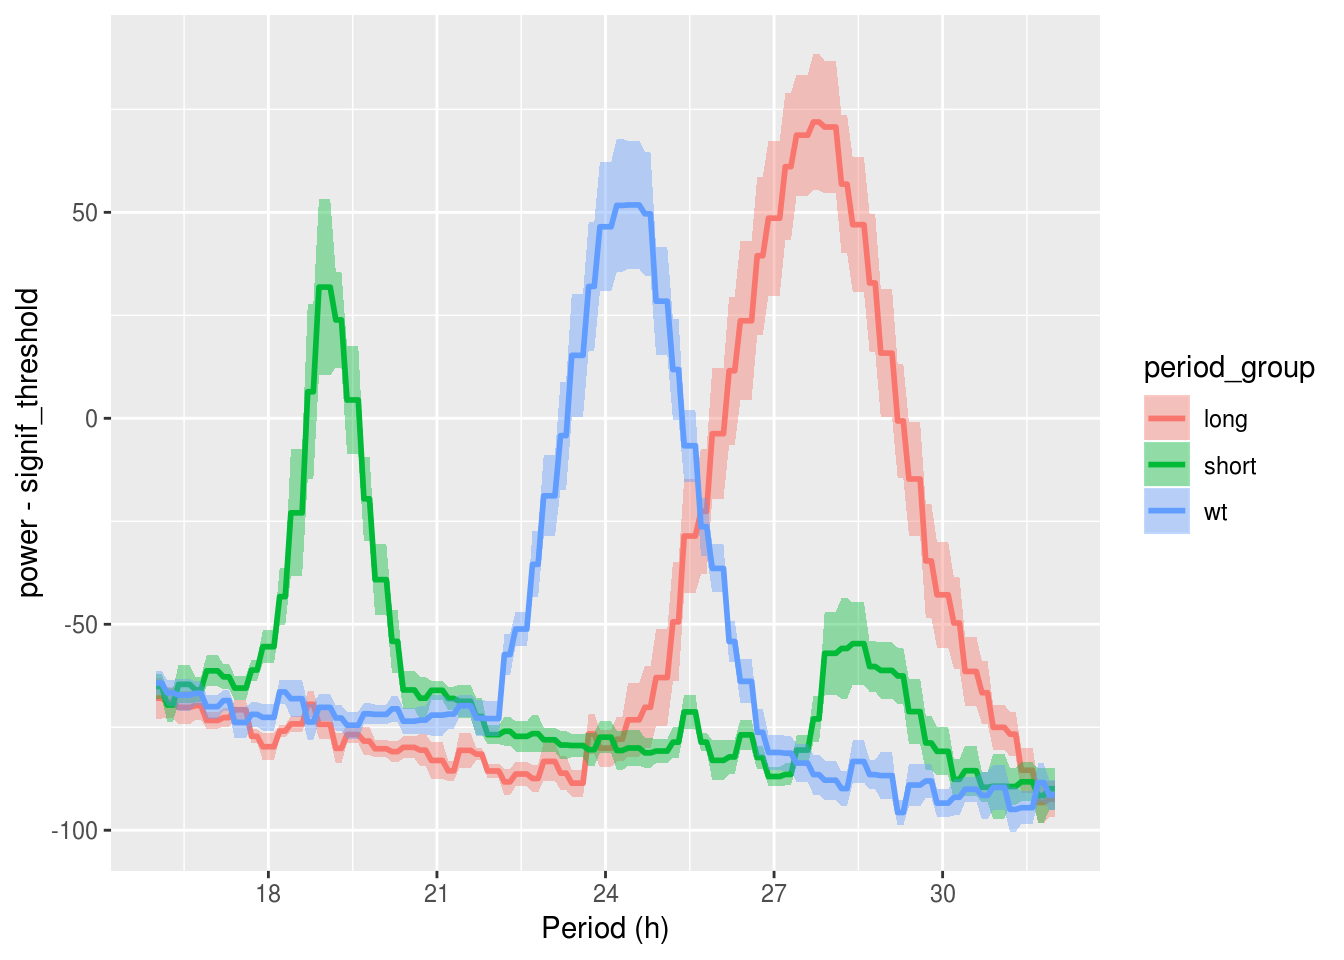 50
0
-50
-100
power - signif_threshold
18 21 24 27 30
Period (h)
period_group
long
short
wt